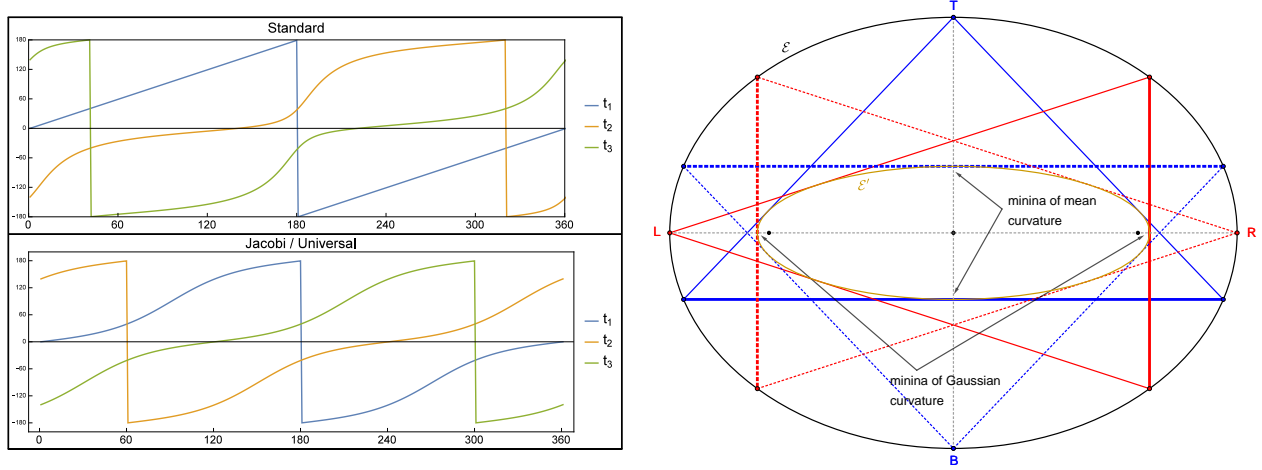 Standard
180
120
60
0
-60
-120
-180
0
60
120
180
240
300
360
t1
t2
t3
Jacobi / Universal
180
120
60
0
-60
-120
-180
0
60
120
180
240
300
360
t1
t2
t3
T
ℰ
ℰ'
minina of mean
curvature
L
R
minina of Gaussian
curvature
B